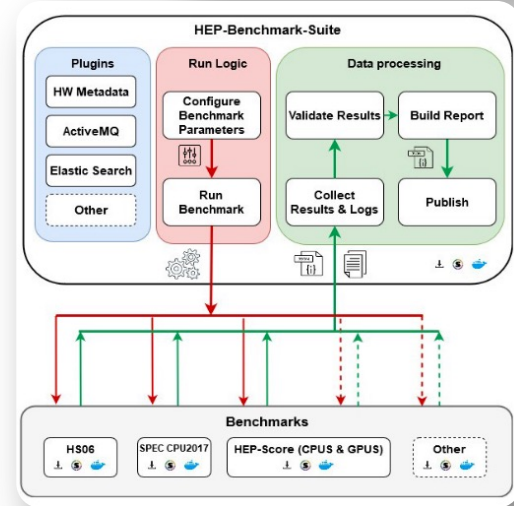 HEP-Benchmark-Suite
Plugins
HW Metadata
ActiveMQ
Elastic Search
Other
Run Logic
Configure
Benchmark
Parameters
Run
Benchmark
Data processing
Validate Results
Build Report
Collect
Results & Logs
Publish
Benchmarks
HS06
SPEC CPU2017
HEP-Score (CPUS & GPUS)
Other